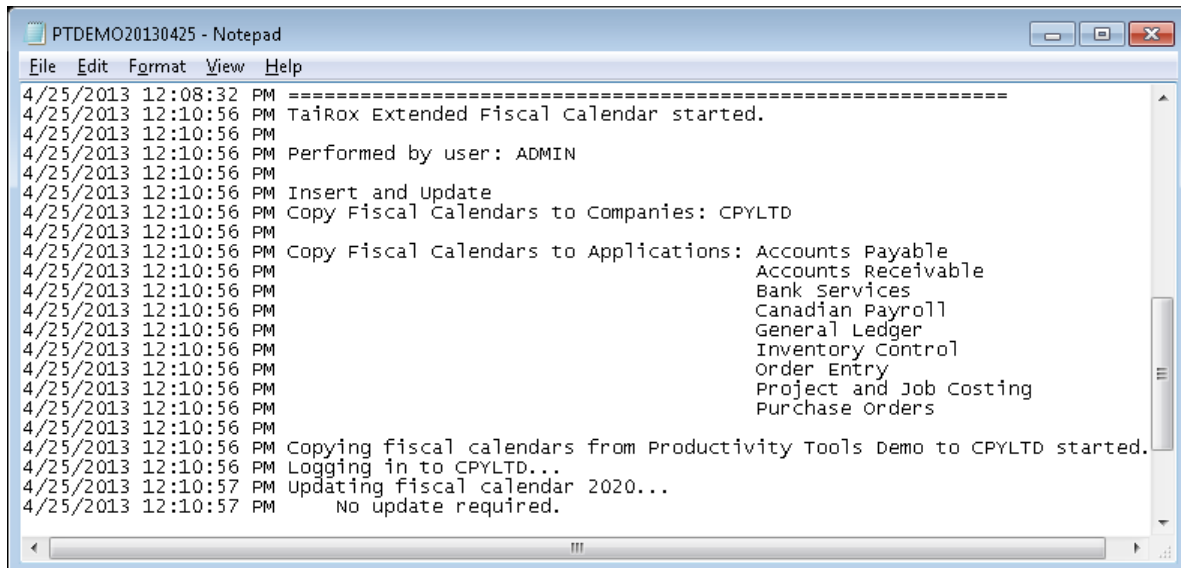 PTDEMO20130425 - Notepad
File Edit Format View Help
4/25/2013 12:08:32 PM ============================================================
4/25/2013 12:10:56 PM TaiRox Extended Fiscal Calendar started.
4/25/2013 12:10:56 PM
4/25/2013 12:10:56 PM Performed by user: ADMIN
4/25/2013 12:10:56 PM
4/25/2013 12:10:56 PM Insert and Update
4/25/2013 12:10:56 PM Copy Fiscal Calendars to Companies: CPYLTD
4/25/2013 12:10:56 PM
4/25/2013 12:10:56 PM Copy Fiscal Calendars to Applications: Accounts Payable
4/25/2013 12:10:56 PM Accounts Receivable
4/25/2013 12:10:56 PM Bank Services
4/25/2013 12:10:56 PM Canadian Payroll
4/25/2013 12:10:56 PM General Ledger
4/25/2013 12:10:56 PM Inventory Control
4/25/2013 12:10:56 PM Order Entry
4/25/2013 12:10:56 PM Project and Job Costing
4/25/2013 12:10:56 PM Purchase Orders
4/25/2013 12:10:56 PM
4/25/2013 12:10:56 PM Copying fiscal calendars from Productivity Tools Demo to CPYLTD started.
4/25/2013 12:10:56 PM Logging in to CPYLTD...
4/25/2013 12:10:57 PM Updating fiscal calendar 2020...
4/25/2013 12:10:57 PM No update required.